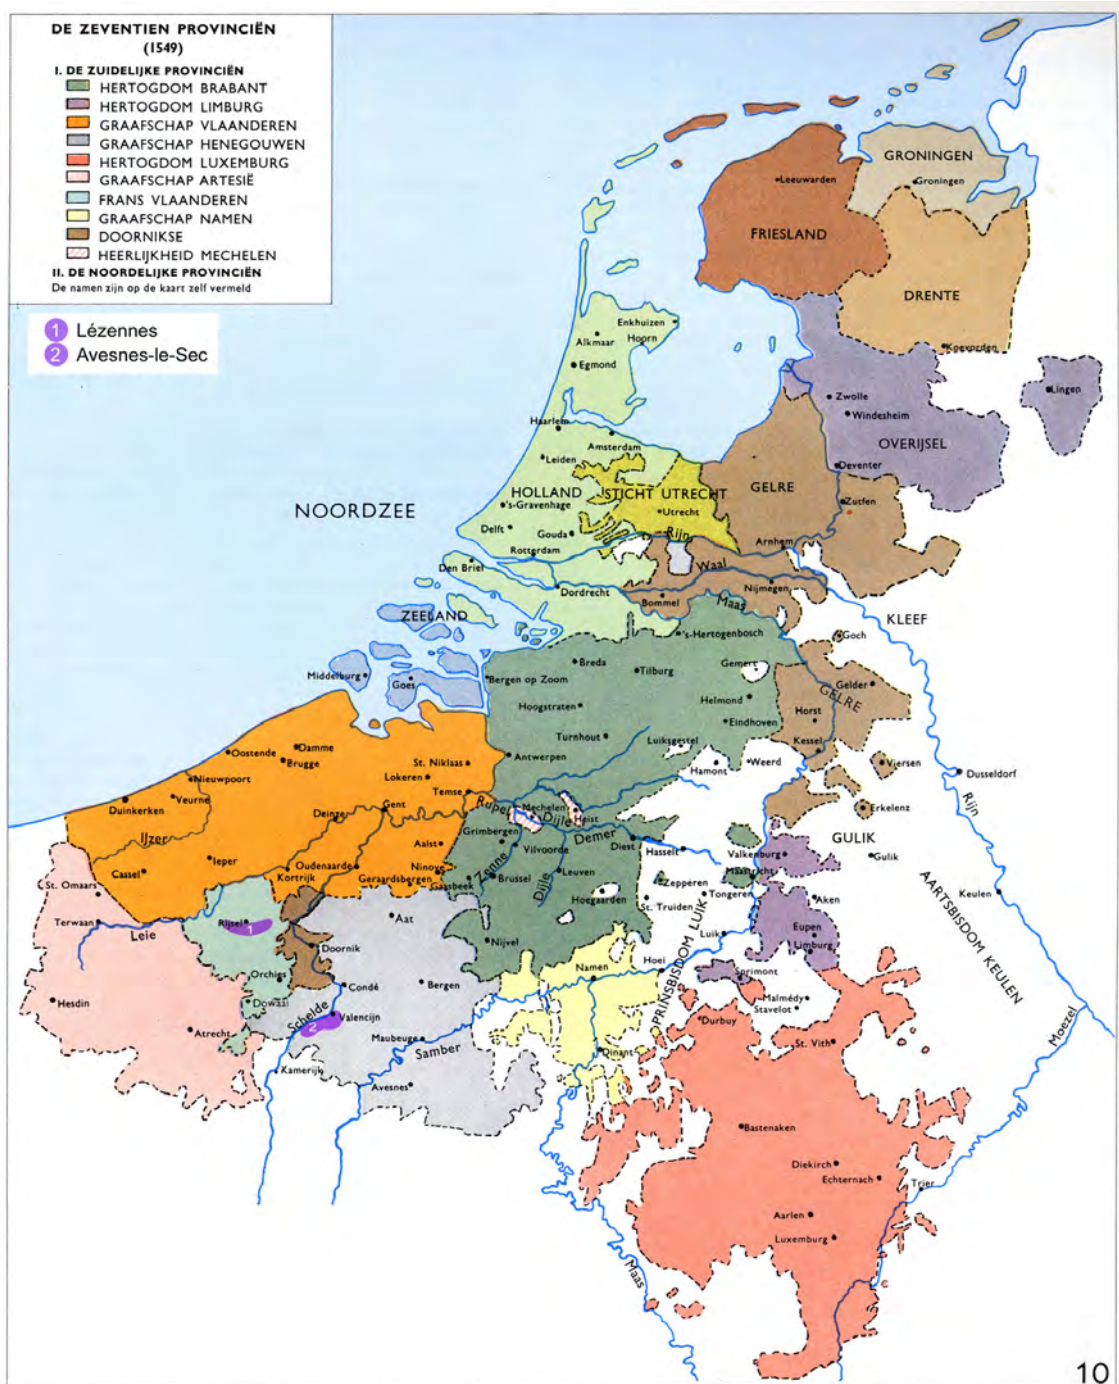 DE ZEVENTIEN PROVINCIËN
(1549)
I. DE ZUIDELIJKE PROVINCIËN
HERTOGDOM BRABANT
HERTOGDOM LIMBURG
GRAAFSCHAP VLAANDEREN
GRAAFSCHAP HENEGOUWEN
HERTOGDOM LUXEMBURG
GRAAFSCHAP ARTESIË
FRANS VLAANDEREN
GRAAFSCHAP NAMEN
DOORNIKSE
HEERLIJKHEID MECHELEN
II. DE NOORDELIJKE PROVINCIËN
De namen zijn op de kaart zelf vermeld
1 Lézennes
2 Avesnes-le-Sec
GRONINGEN
Groningen
Leeuwarden
FRIESLAND
DRENTE
Koevorden
Enkhuizen
Alkmaar
Hoorn
Egmond
Lingen
Zwolle
Windesheim
OVERIJSEL
Haarlem
Amsterdam
Leiden
Deventer
HOLLAND
STICHT UTRECHT
GELRE
's-Gravenhage
Utrecht
Zutfen
NOORDZEE
Delft
Gouda
Rijn
Arnhem
Rotterdam
Den Briel
Waal
Dordrecht
Nijmegen
Bommel
Maas
ZEELAND
KLEEF
's-Hertogenbosch
Goch
Breda
Tilburg
Gemert
Middelburg
Goes
Bergen op Zoom
Gelder
GELRE
Helmond
Hoogstraten
Horst
Eindhoven
Turnhout
Luiksgestel
Kessel
Damme
Oostende
Brugge
Antwerpen
St. Niklaas
Hamont
Weerd
Viersen
Dusseldorf
Nieuwpoort
Lokeren
Temse
Rijn
Duinkerken
Veurne
Gent
Rupel
Mechelen
Erkelenz
Deinze
Dijle
Heist
IJzer
Grimbergen
Demer
GULIK
Aalst
Vilvoorde
Diest
Hasselt
Valkenburg
Gulik
Ieper
Oudenaarde
Ninove
Zenne
Cassel
Kortrijk
Geraardsbergen
Gaasbeek
Brussel
Leuven
Maastricht
Zepperen
St. Omaars
Dijle
Hoegaarden
Tongeren
Aken
Keulen
St. Truiden
Terwaan
Rijsel
1
Aat
AARTSBISDOM KEULEN
Leie
Doornik
Nijvel
Luik
Eupen
Limburg
PRINSBISDOM LUIK
Hoei
Orchies
Condé
Bergen
Namen
Sprimont
Hesdin
Dowaai
Malmédy
Stavelot
Schelde
Valencijn
2
Durbuy
Moezel
Atrecht
Maubeuge
Samber
Dinant
St. Vith
Kamerijk
Avesnes
Bastenaken
Diekirch
Echternach
Trier
Aarlen
Luxemburg
Maas
10